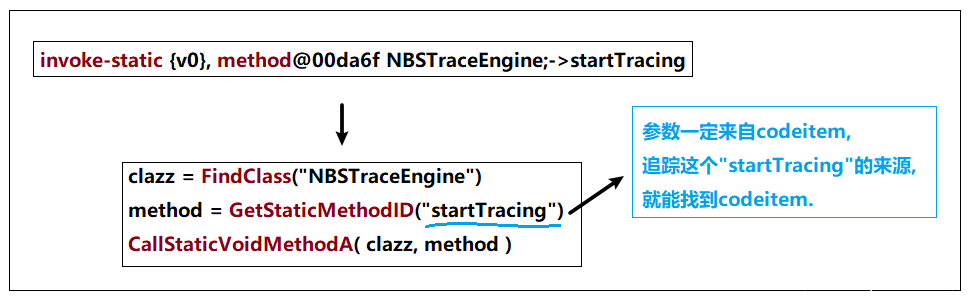 invoke-static {v0}, method@00da6f NBSTraceEngine;->startTracing
参数一定来自codeitem,
追踪这个"startTracing"的来源,
就能找到codeitem.
clazz = FindClass("NBSTraceEngine")
method = GetStaticMethodID("startTracing")
CallStaticVoidMethodA( clazz, method )